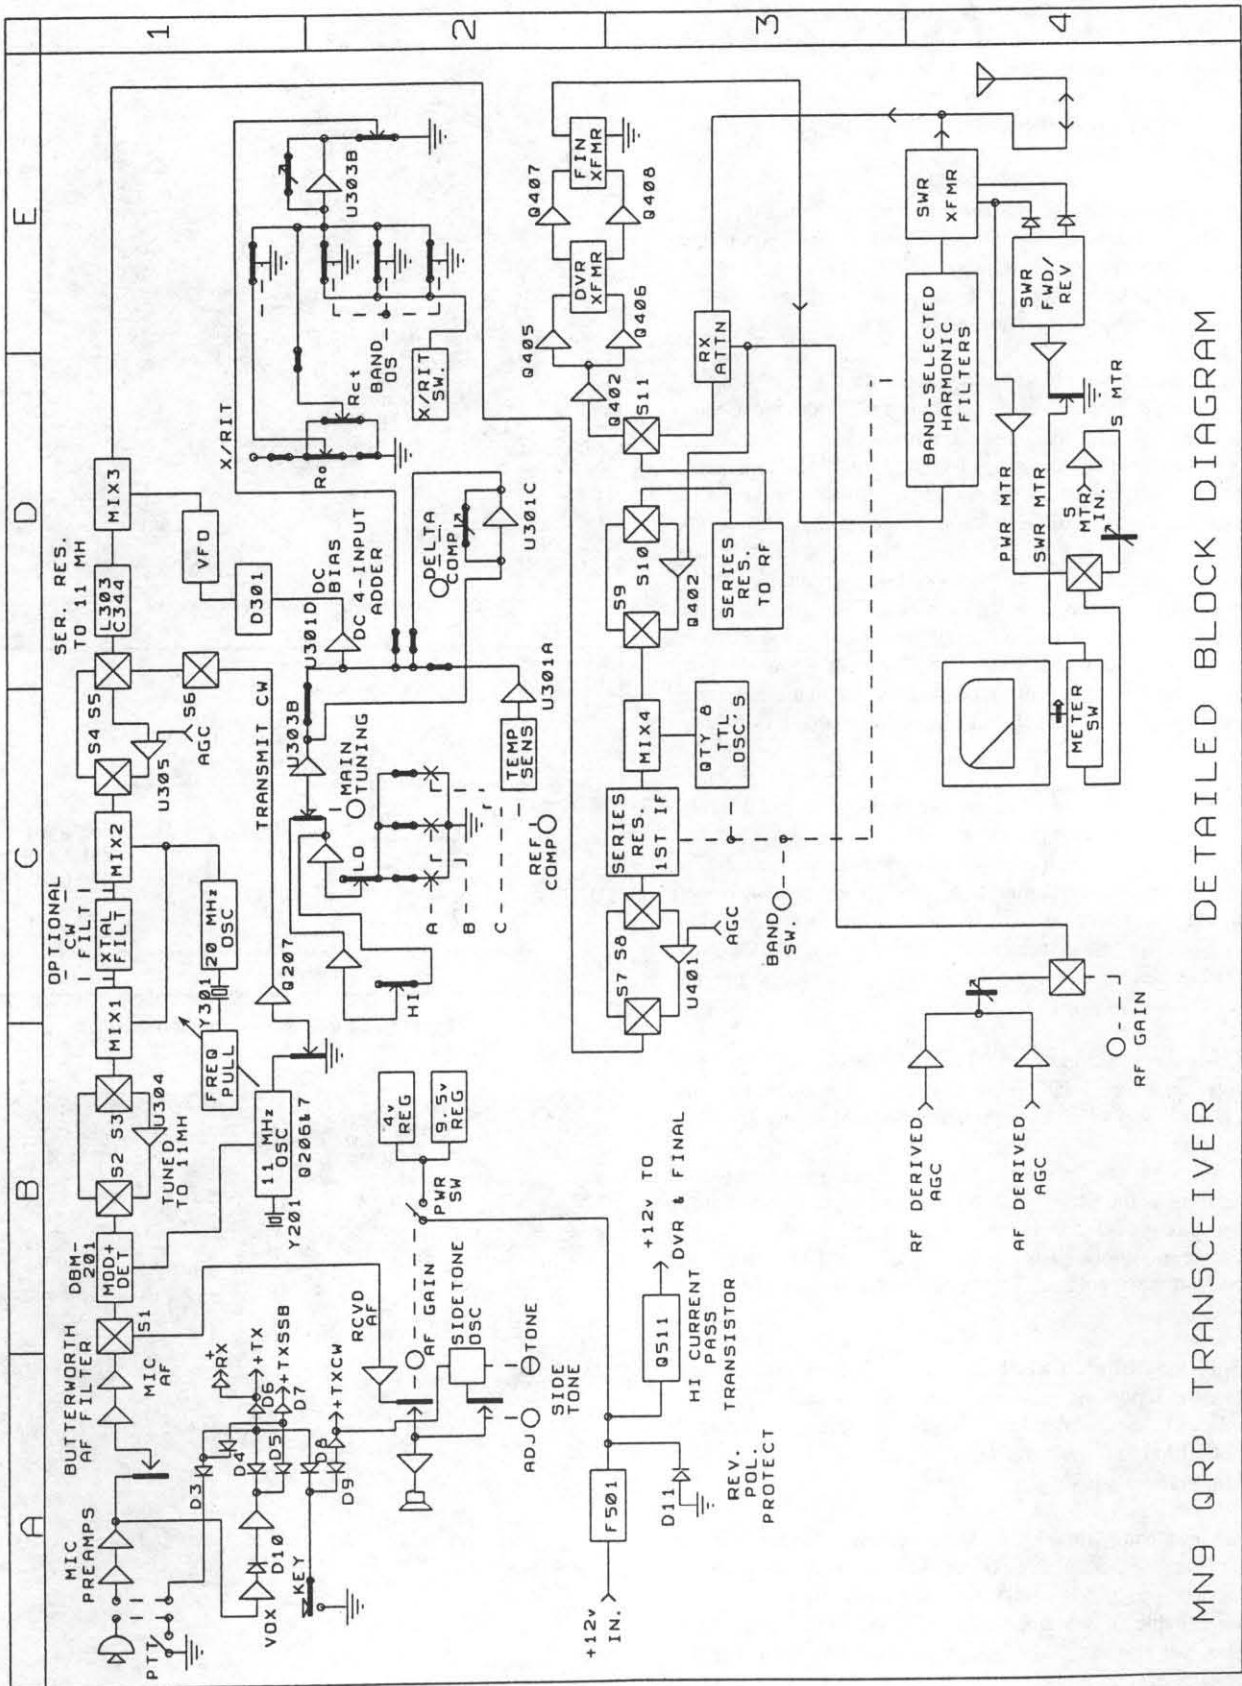 1
2
3
4
A
B
C
D
E
MIC
PREAMPS
BUTTERWORTH
AF FILTER
MIC
AF
PTT
VOX
D10
KEY
D3
D4
D5
D6
D7
D8
D9
+RX
+TX
+TXSSB
+TXCW
S1
DBM-
201
MOD+
DET
S2 S3
U304
TUNED
TO 11MH
MIX1
OPTIONAL
CW
FILT
XTAL
FILT
MIX2
S4 S5
U305
AGC
S6
SER. RES.
TO 11 MH
L303
C344
MIX3
VFO
D301
FREQ
PULL
Y301
20 MHz
OSC
11 MHz
OSC
Q206&7
Y201
Q207
TRANSMIT CW
RCVD
AF
AF GAIN
SIDETONE
OSC
TONE
ADJ
SIDE
TONE
PWR
SW
4v
REG
9.5v
REG
HI
LO
MAIN
TUNING
A
B
C
U303B
U301D
DC
BIAS
DC 4-INPUT
ADDER
TEMP
SENS
U301A
REF
COMP
DELTA
COMP
U301C
X/RIT
Rc
Rct
BAND
OS
X/RIT
SW.
U303B
+12v
IN.
F501
D11
REV.
POL.
PROTECT
Q511
+12v TO
DVR & FINAL
HI CURRENT
PASS
TRANSISTOR
S7 S8
U401
AGC
SERIES
RES.
1ST IF
MIX4
QTY 8
TTL
OSC'S
BAND
SW.
S9
S10
Q402
SERIES
RES.
TO RF
S11
Q402
Q405
Q406
DVR
XFMR
Q407
Q408
FIN
XFMR
RX
ATTN
RF DERIVED
AGC
AF DERIVED
AGC
RF GAIN
METER
SW
PWR MTR
SWR MTR
S
MTR
IN.
S MTR
BAND-SELECTED
HARMONIC
FILTERS
SWR
XFMR
SWR
FWD/
REV
MN9 QRP TRANSCEIVER DETAILED BLOCK DIAGRAM